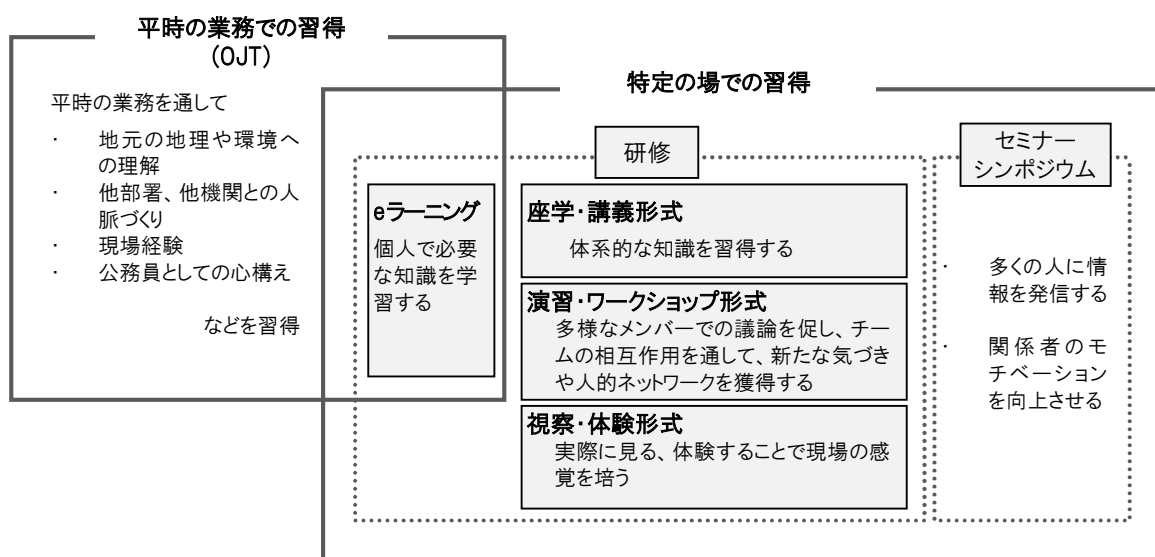 平時の業務での習得
(OJT)
平時の業務を通して
・ 地元の地理や環境へ
の理解
・ 他部署、他機関との人
脈づくり
・ 現場経験
・ 公務員としての心構え
などを習得
特定の場での習得
研修
eラーニング
個人で必要
な知識を学
習する
座学・講義形式
体系的な知識を習得する
演習・ワークショップ形式
多様なメンバーでの議論を促し、チー
ムの相互作用を通して、新たな気づき
や人的ネットワークを獲得する
視察・体験形式
実際に見る、体験することで現場の感
覚を培う
セミナー
シンポジウム
・ 多くの人に情
報を発信する
・ 関係者のモ
チベーション
を向上させる